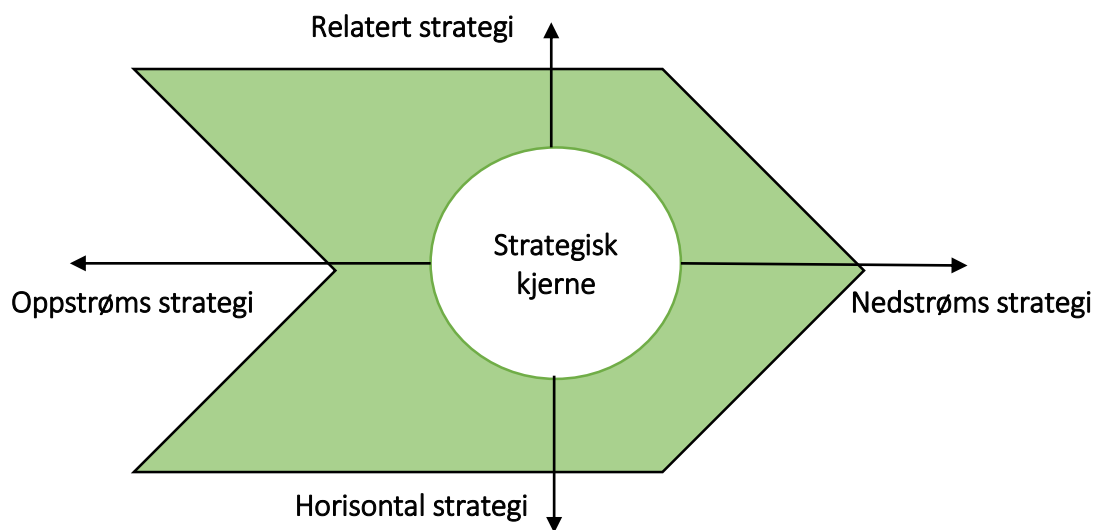 Relatert strategi
Strategisk
kjerne
Oppstrøms strategi
Nedstrøms strategi
Horisontal strategi